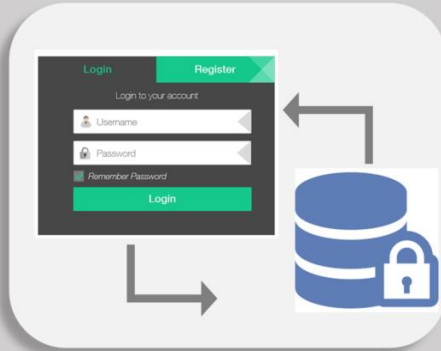 Login
Register
Login to your account
Username
Password
Remember Password
Login